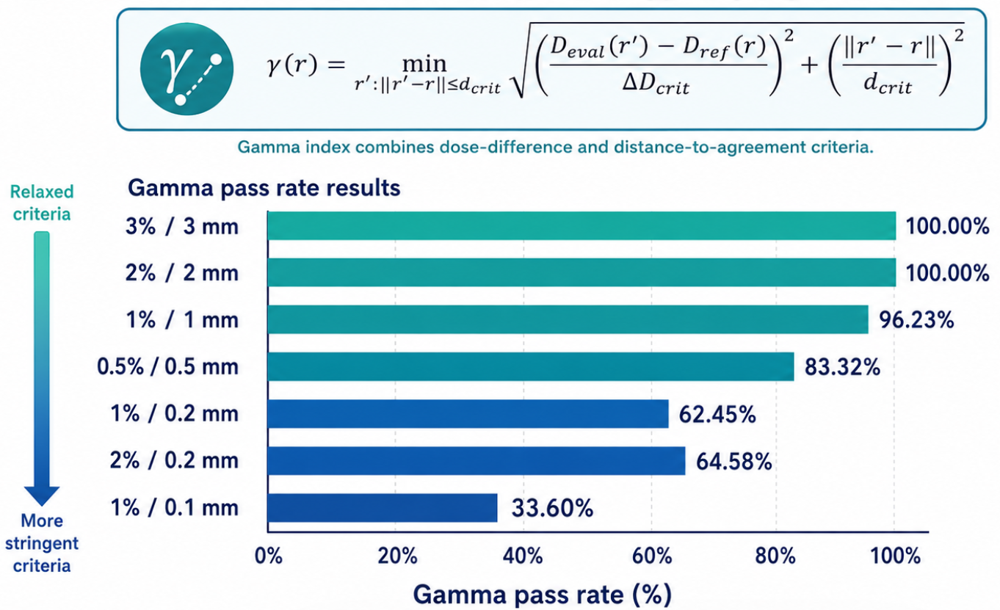 γ
γ(r) = min r′:‖r′−r‖≤d_crit √((D_eval(r′) − D_ref(r) / ΔD_crit)² + (‖r′ − r‖ / d_crit)²)
Gamma index combines dose-difference and distance-to-agreement criteria.
Gamma pass rate results
Relaxed
criteria
3% / 3 mm 100.00%
2% / 2 mm 100.00%
1% / 1 mm 96.23%
0.5% / 0.5 mm 83.32%
1% / 0.2 mm 62.45%
2% / 0.2 mm 64.58%
1% / 0.1 mm 33.60%
More
stringent
criteria
0% 20% 40% 60% 80% 100%
Gamma pass rate (%)